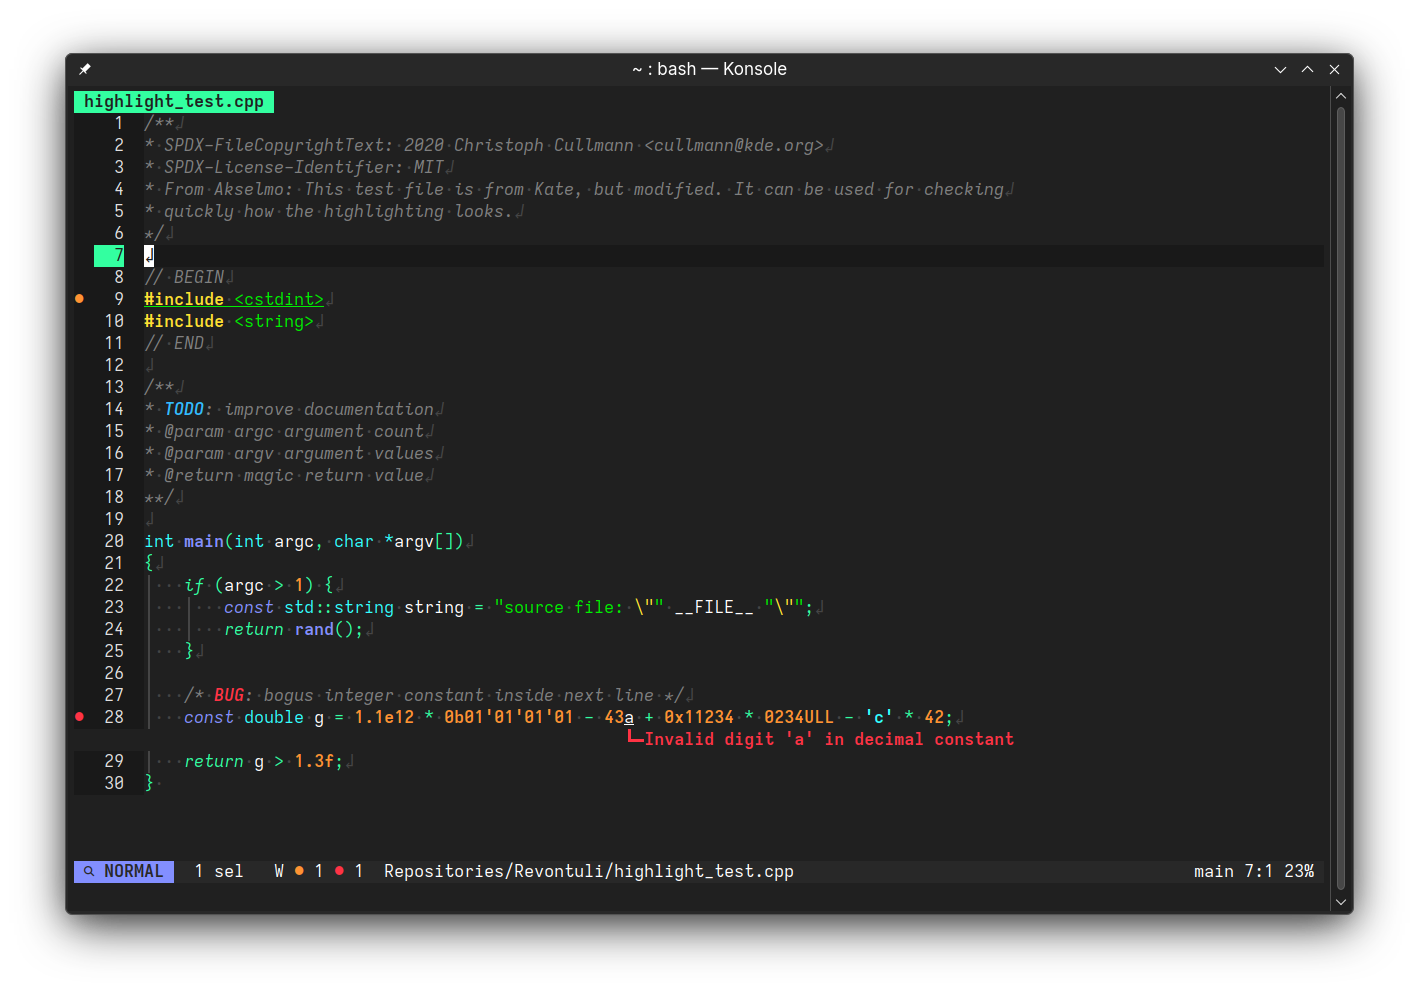 ~ : bash — Konsole
highlight_test.cpp
1 /**
2 * SPDX-FileCopyrightText: 2020 Christoph Cullmann <cullmann@kde.org>
3 * SPDX-License-Identifier: MIT
4 * From Akselmo: This test file is from Kate, but modified. It can be used for checking
5 * quickly how the highlighting looks.
6 */
7
8 // BEGIN
9 #include <cstdint>
10 #include <string>
11 // END
12
13 /**
14 * TODO: improve documentation
15 * @param argc argument count
16 * @param argv argument values
17 * @return magic return value
18 **/
19
20 int main(int argc, char *argv[])
21 {
22     if (argc > 1) {
23         const std::string string = "source file: \"" __FILE__ "\"";
24         return rand();
25     }
26
27     /* BUG: bogus integer constant inside next line */
28     const double g = 1.1e12 * 0b01'01'01'01 - 43a + 0x11234 * 0234ULL - 'c' * 42;
Invalid digit 'a' in decimal constant
29     return g > 1.3f;
30 }
NORMAL 1 sel W ● 1 ● 1 Repositories/Revontuli/highlight_test.cpp main 7:1 23%